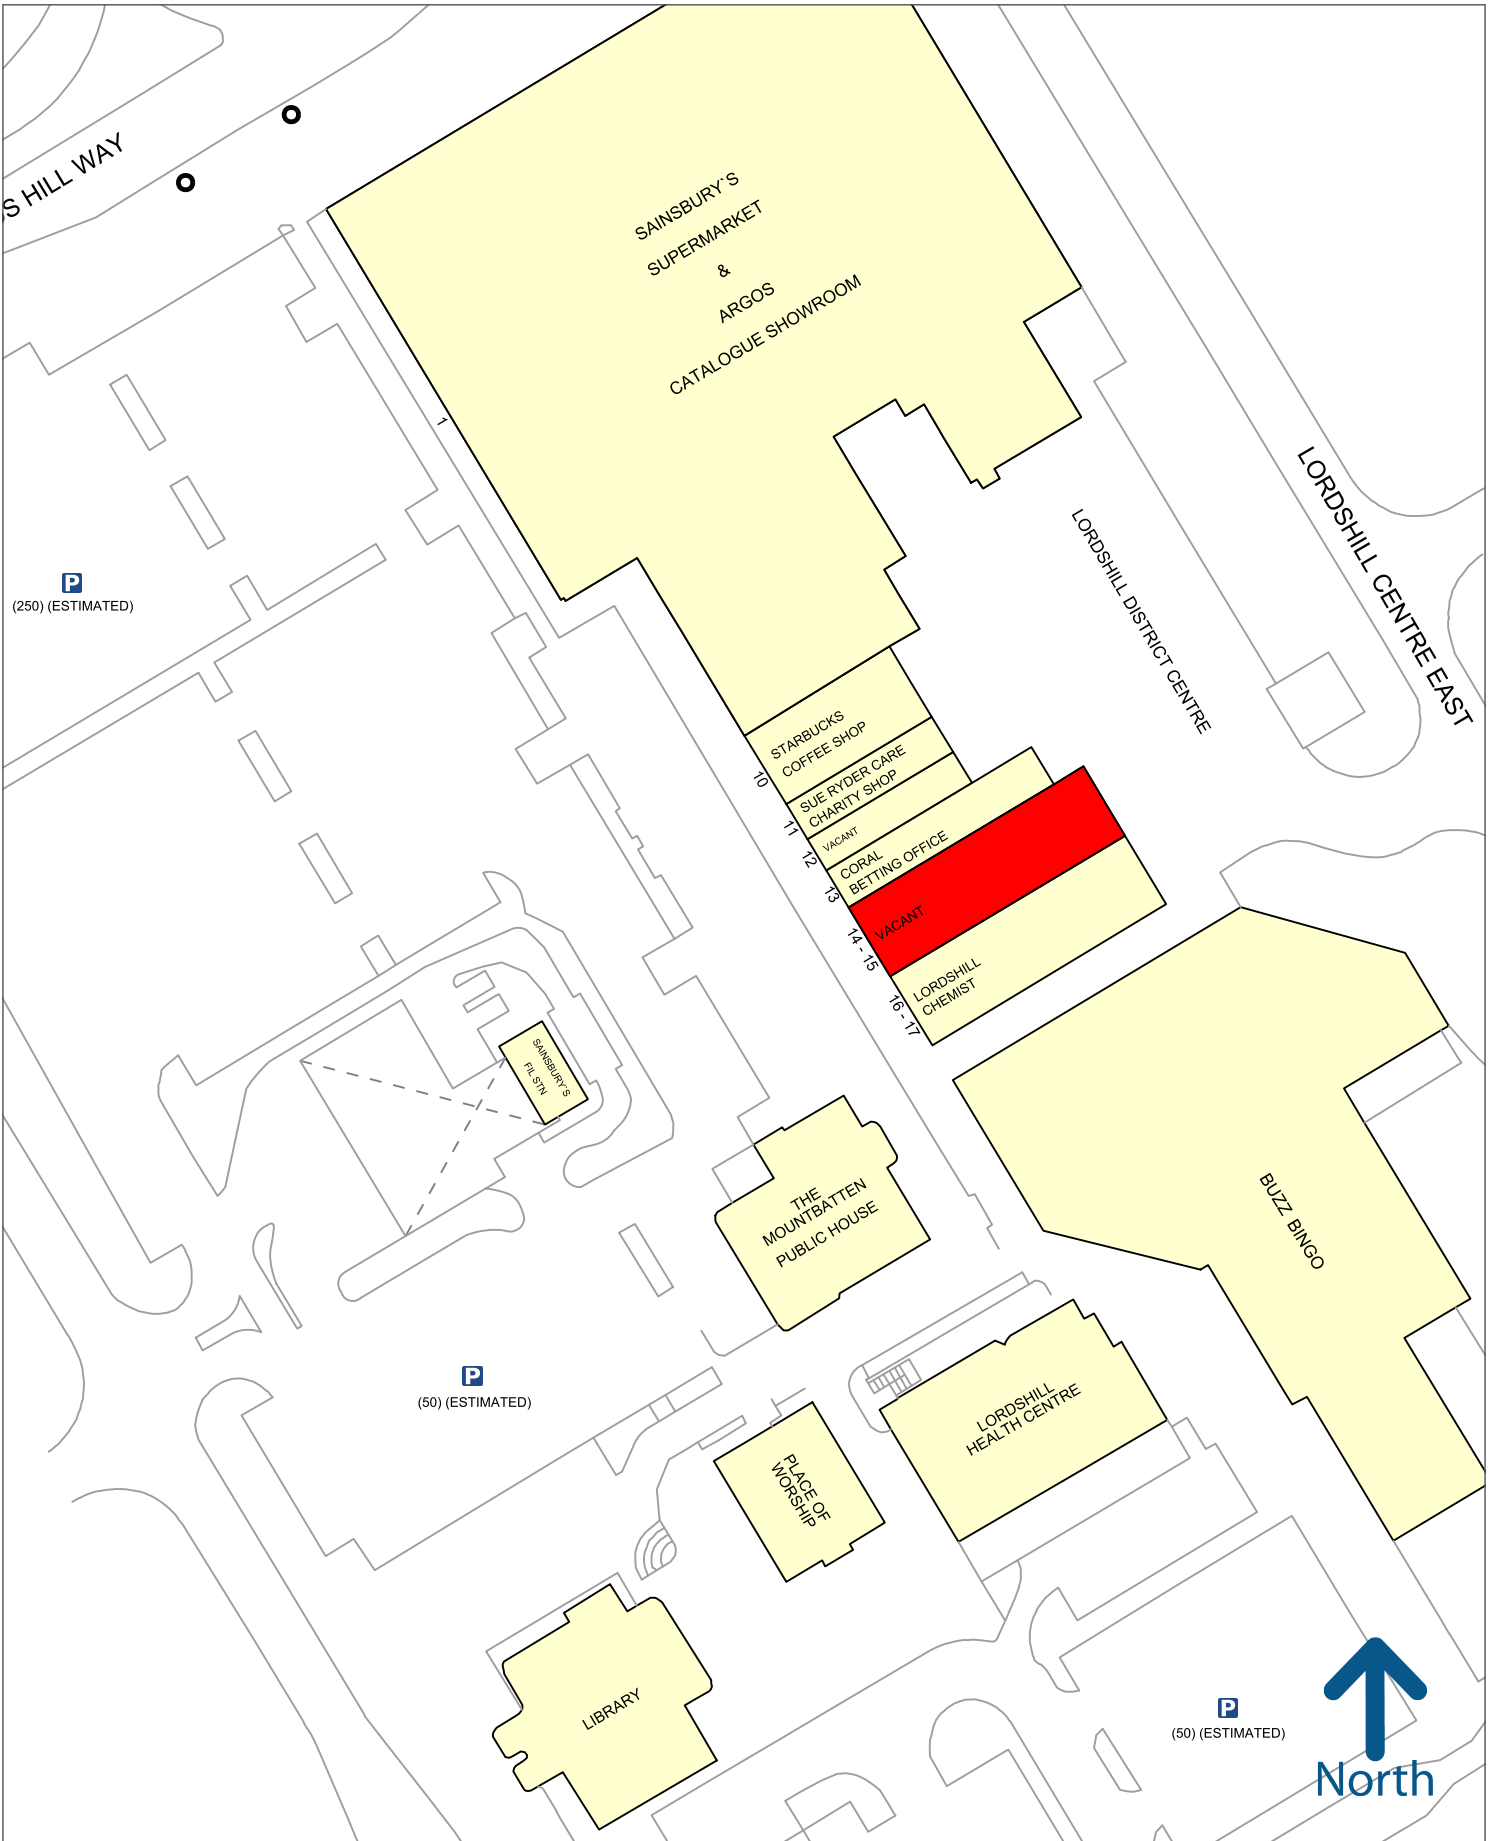 S HILL WAY
SAINSBURY`S
SUPERMARKET
&
ARGOS
CATALOGUE SHOWROOM
1
LORDSHILL CENTRE EAST
LORDSHILL DISTRICT CENTRE
P
(250) (ESTIMATED)
STARBUCKS
COFFEE SHOP
10
SUE RYDER CARE
CHARITY SHOP
11
VACANT
12
CORAL
BETTING OFFICE
13
VACANT
14 - 15
LORDSHILL
CHEMIST
16 - 17
SAINSBURY`S
FIL STN
THE
MOUNTBATTEN
PUBLIC HOUSE
BUZZ BINGO
P
(50) (ESTIMATED)
LORDSHILL
HEALTH CENTRE
PLACE OF
WORSHIP
LIBRARY
P
(50) (ESTIMATED)
North